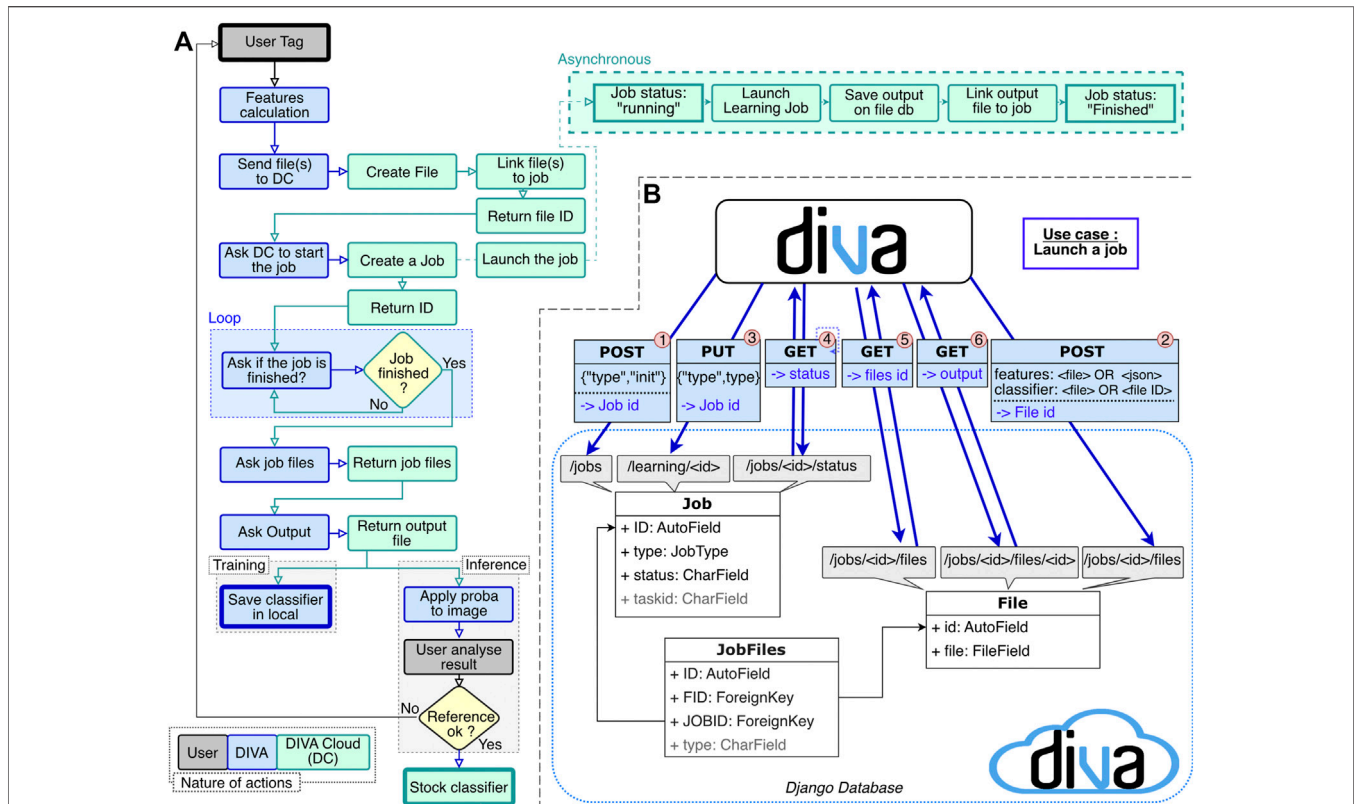 A
User Tag
Features
calculation
Send file(s)
to DC
Create File
Link file(s)
to job
Return file ID
Ask DC to start
the job
Create a Job
Launch the job
Return ID
Loop
Ask if the job is
finished?
Job
finished
?
Yes
No
Ask job files
Return job files
Ask Output
Return output
file
Training
Inference
Save classifier
in local
Apply proba
to image
User analyse
result
No
Reference
ok ?
Yes
Stock classifier
User
DIVA
DIVA Cloud
(DC)
Nature of actions
Asynchronous
Job status:
"running"
Launch
Learning Job
Save output
on file db
Link output
file to job
Job status:
"Finished"
B
diva
Use case :
Launch a job
1
POST
{"type","init"}
-> Job id
3
PUT
{"type",type}
-> Job id
4
GET
-> status
5
GET
-> files id
6
GET
-> output
2
POST
features: <file> OR <json>
classifier: <file> OR <file ID>
-> File id
/jobs
/learning/<id>
/jobs/<id>/status
Job
+ ID: AutoField
+ type: JobType
+ status: CharField
+ taskid: CharField
/jobs/<id>/files
/jobs/<id>/files/<id>
/jobs/<id>/files
File
+ id: AutoField
+ file: FileField
JobFiles
+ ID: AutoField
+ FID: ForeignKey
+ JOBID: ForeignKey
+ type: CharField
Django Database
diva